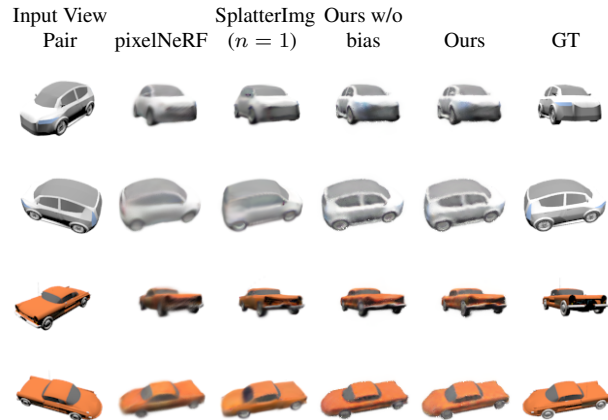 Input View SplatterImg Ours w/o
Pair pixelNeRF (n = 1) bias Ours GT